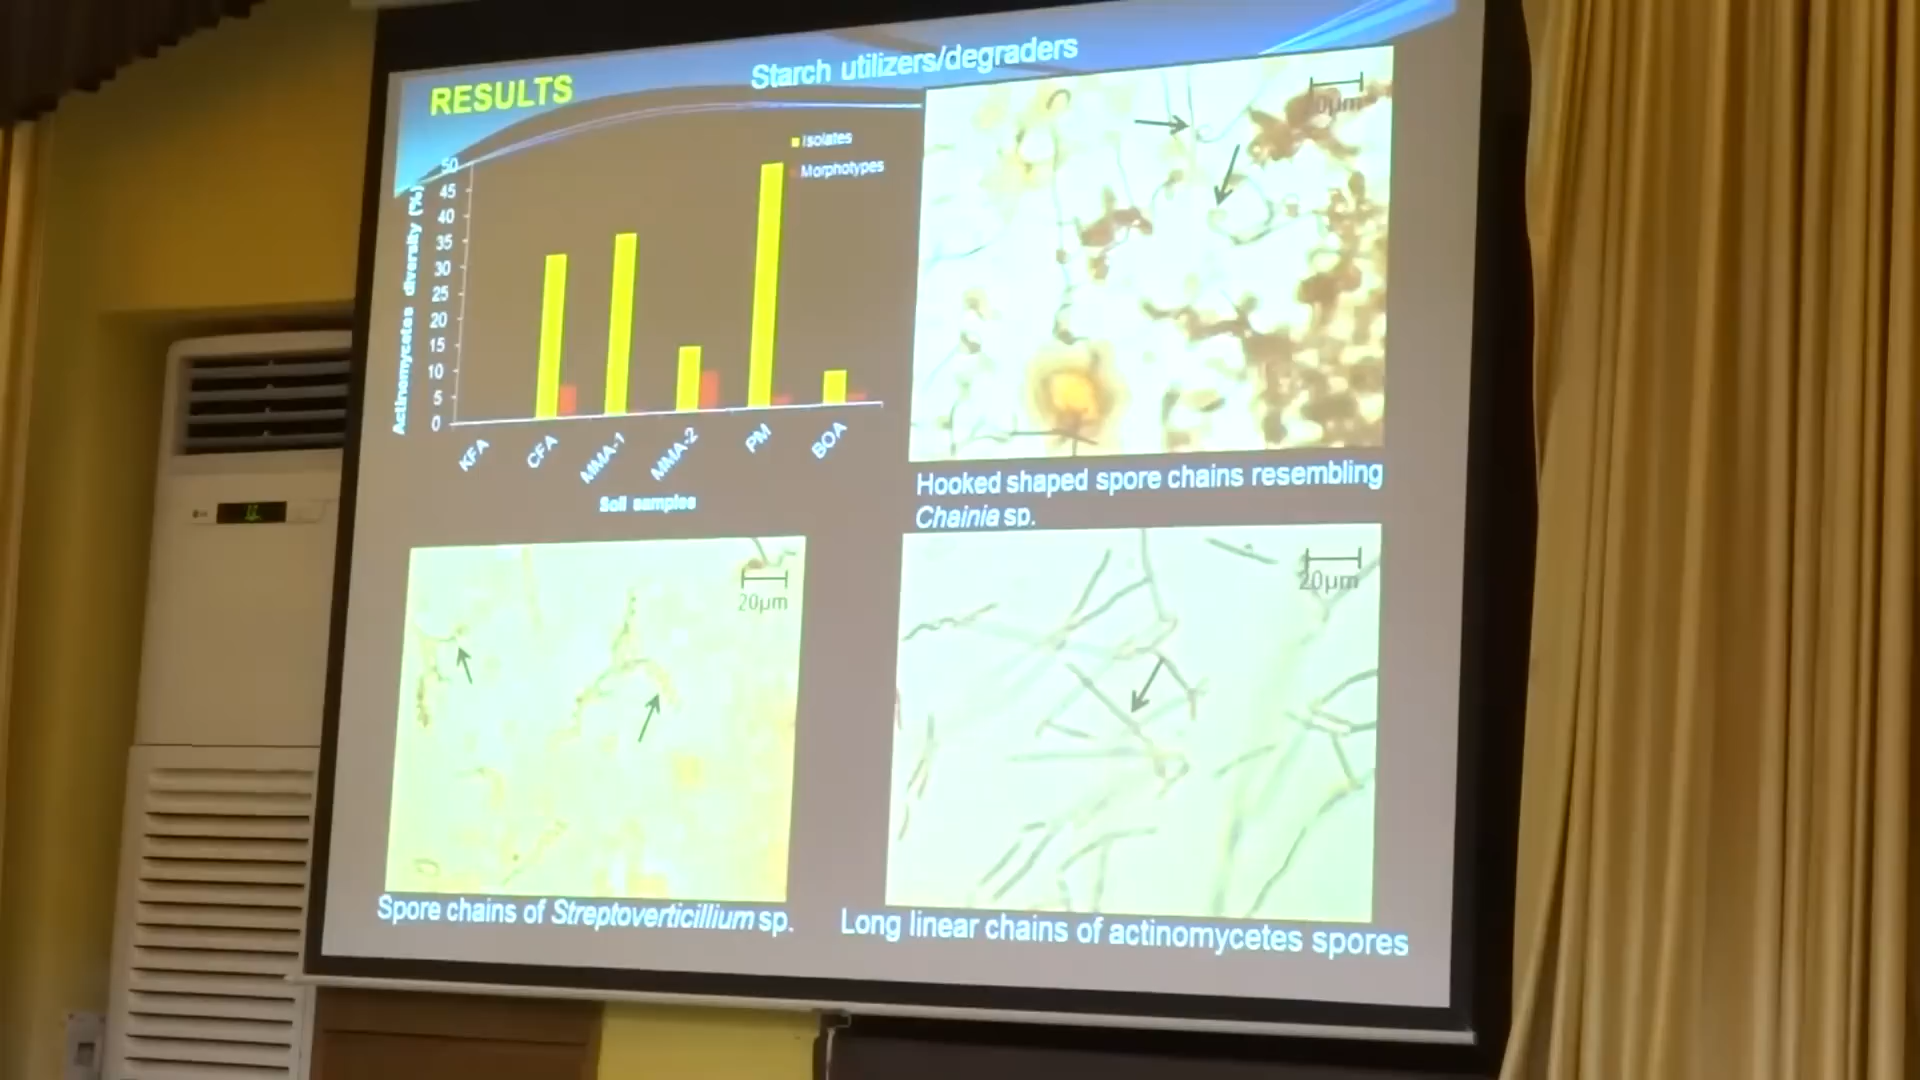 RESULTS
Starch utilizers/degraders
Isolates
Morphotypes
Actinomycetes diversity (%)
50
45
40
35
30
25
20
15
10
5
0
KFA
CFA
MMA-1
MMA-2
PM
BOA
Soil samples
Hooked shaped spore chains resembling
Chainia sp.
20µm
20µm
Spore chains of Streptoverticillium sp.
Long linear chains of actinomycetes spores
LG